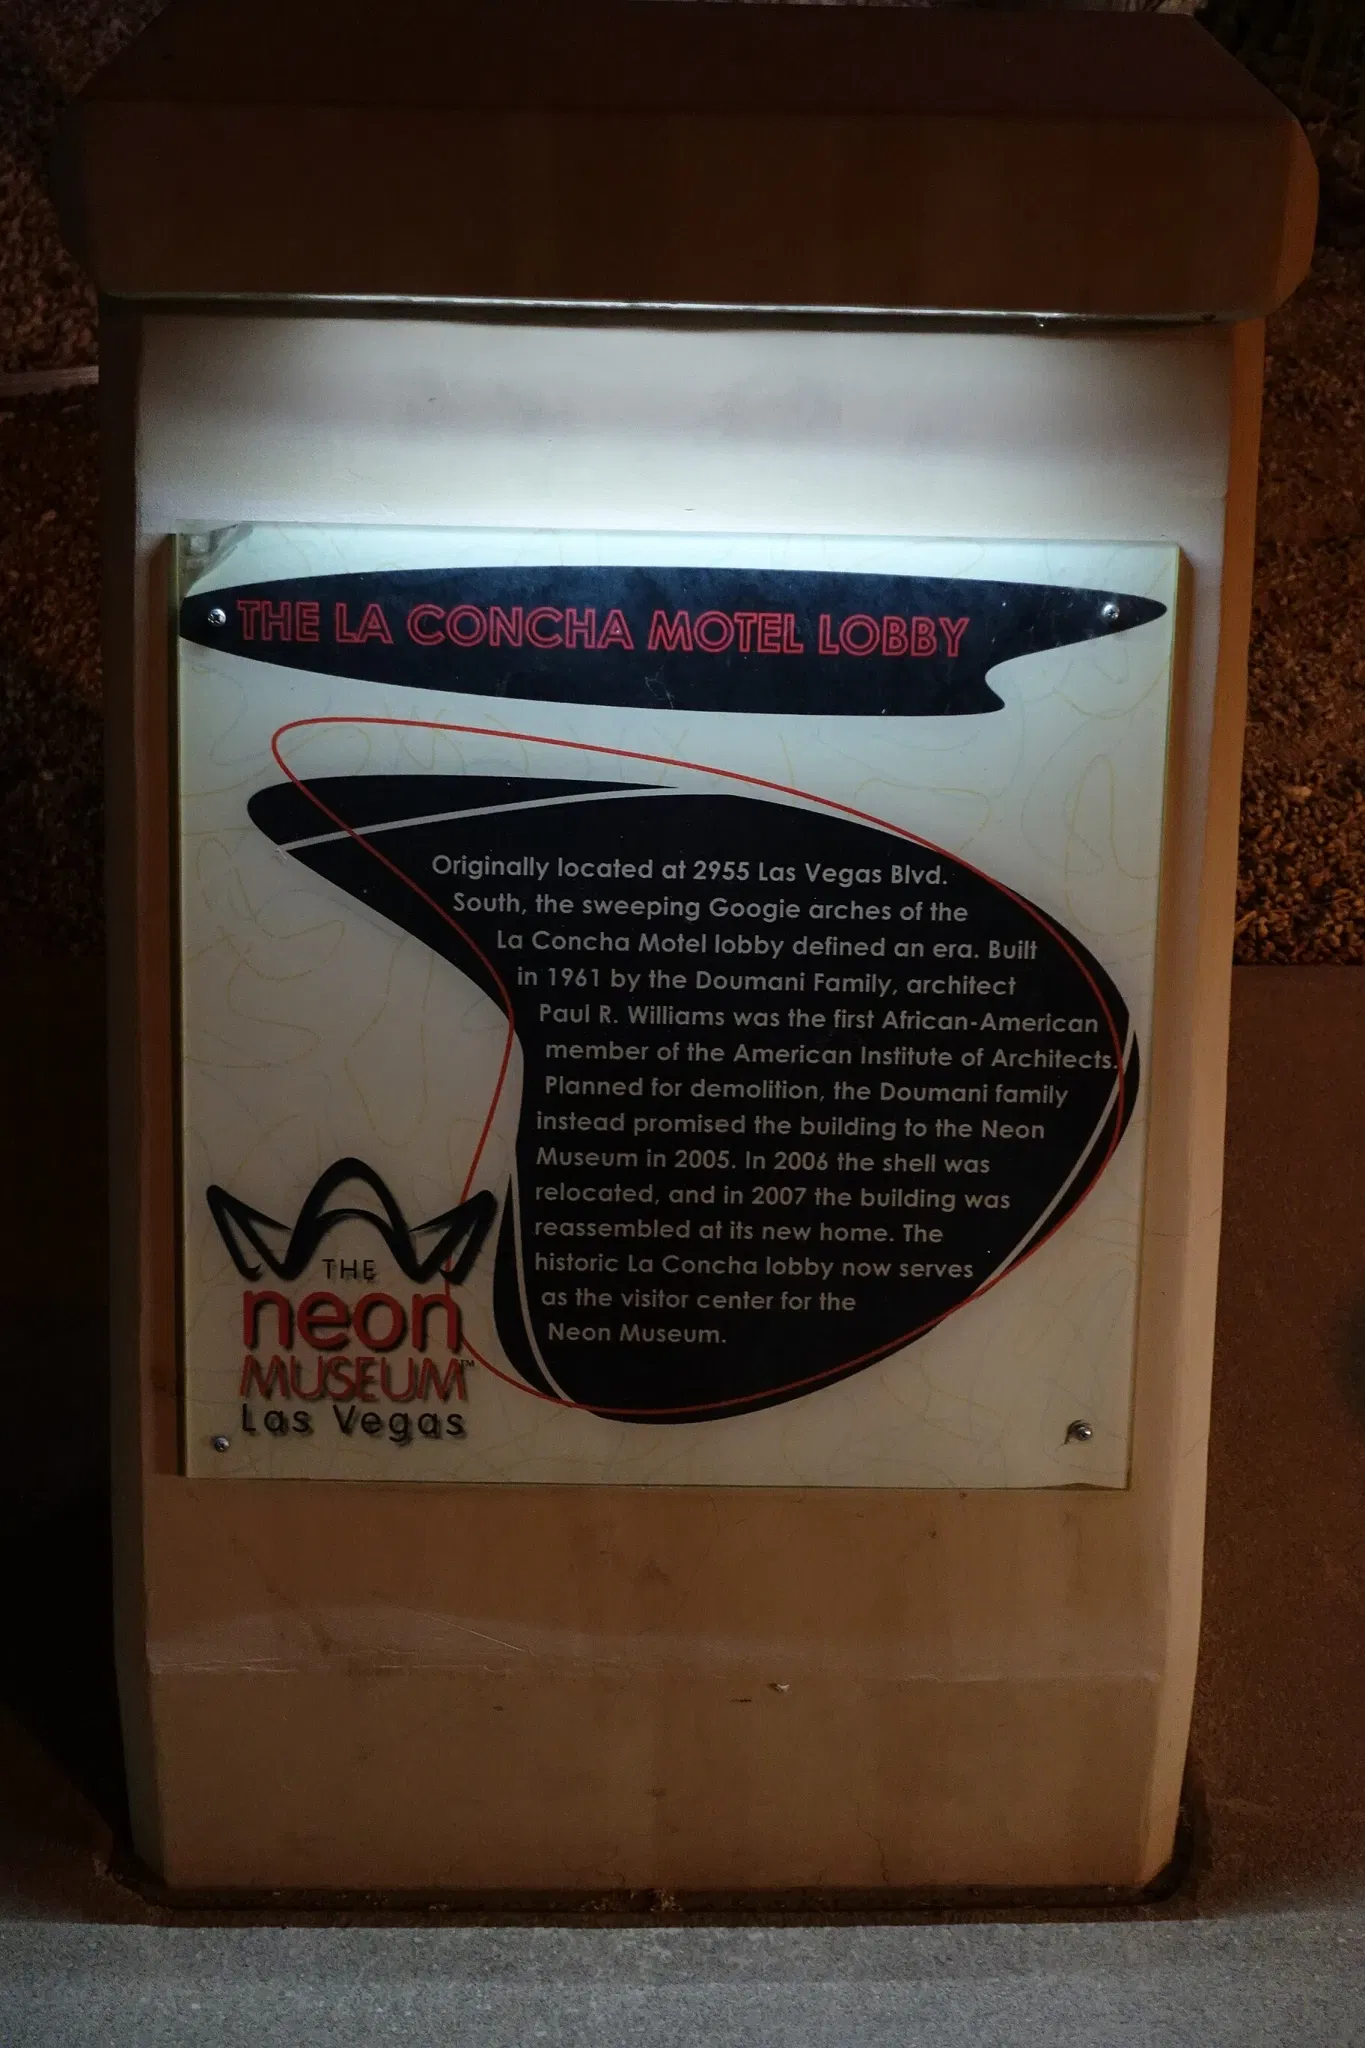 THE LA CONCHA MOTEL LOBBY
Originally located at 2955 Las Vegas Blvd.
South, the sweeping Googie arches of the
La Concha Motel lobby defined an era. Built
in 1961 by the Doumani Family, architect
Paul R. Williams was the first African-American
member of the American Institute of Architects.
Planned for demolition, the Doumani family
instead promised the building to the Neon
Museum in 2005. In 2006 the shell was
relocated, and in 2007 the building was
reassembled at its new home. The
historic La Concha lobby now serves
as the visitor center for the
Neon Museum.
THE
neon
MUSEUM™
Las Vegas